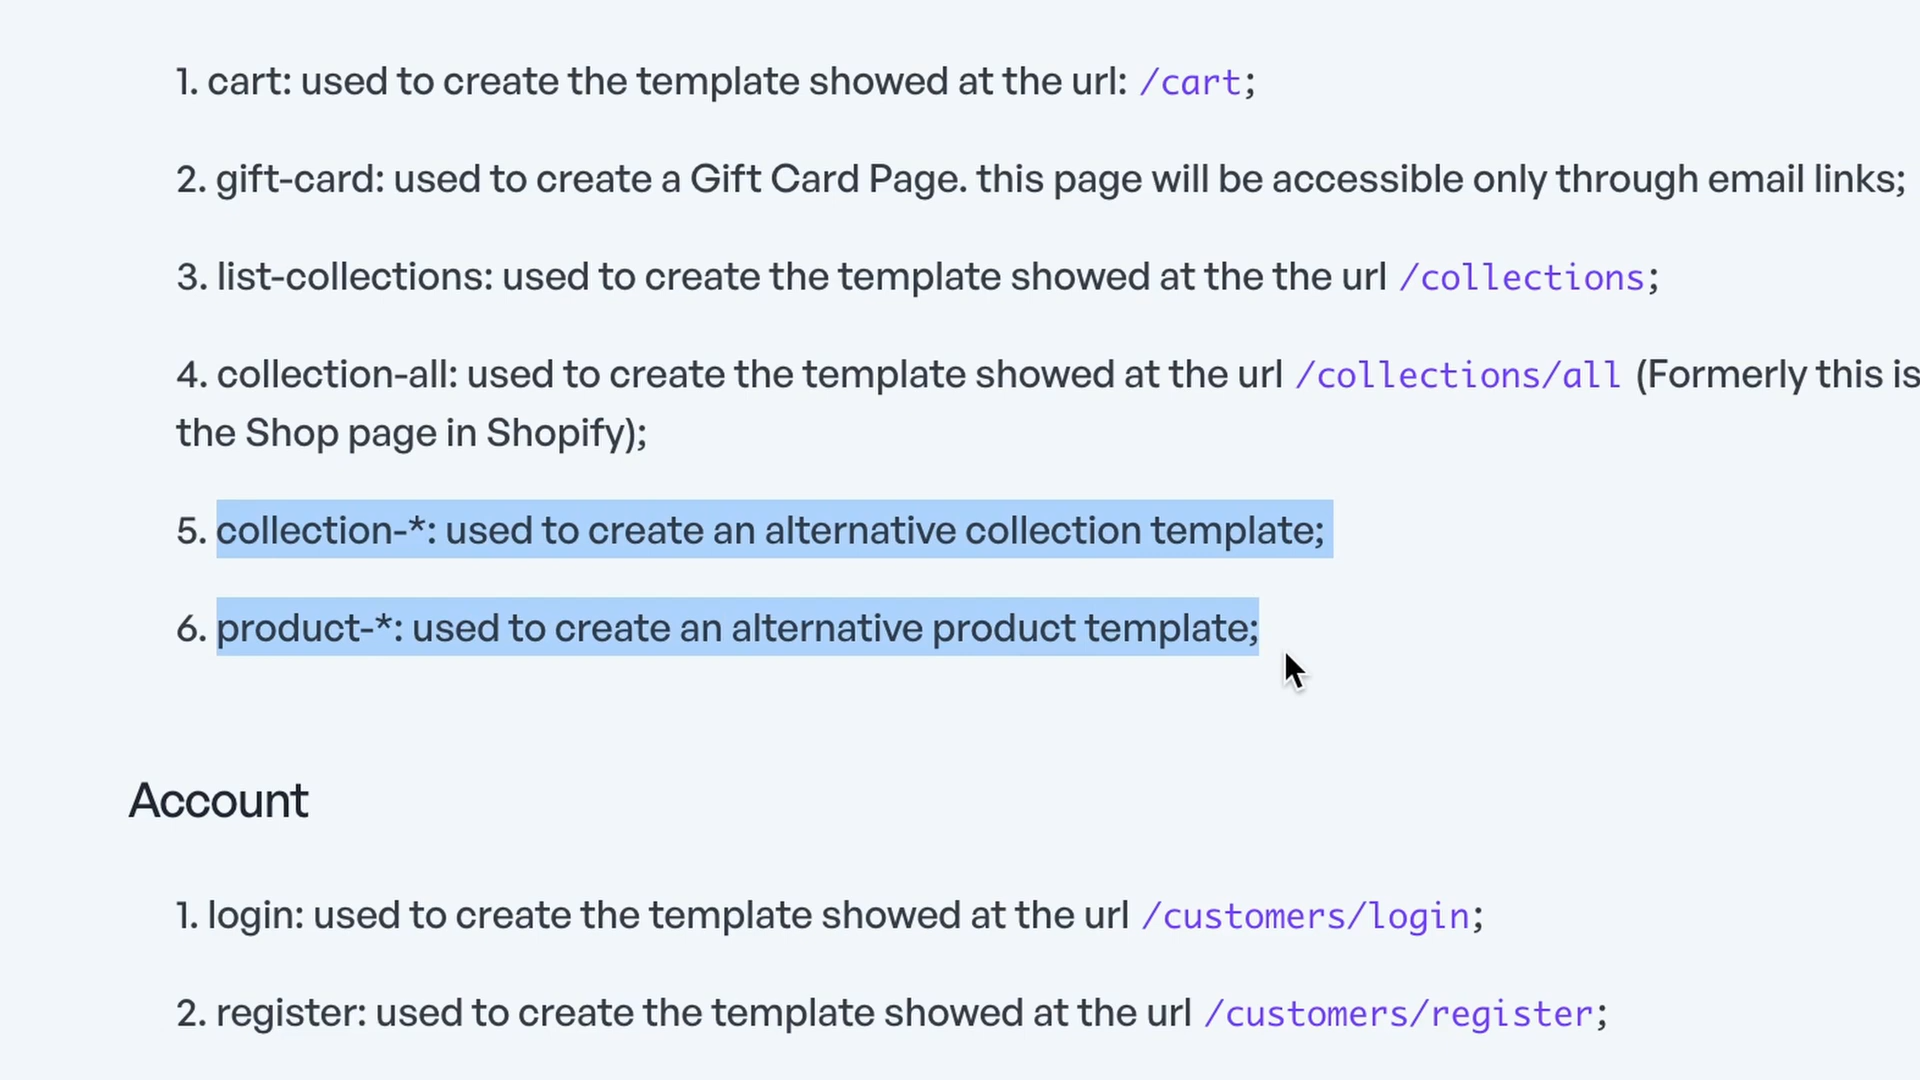 1. cart: used to create the template showed at the url: /cart;
2. gift-card: used to create a Gift Card Page. this page will be accessible only through email links;
3. list-collections: used to create the template showed at the the url /collections;
4. collection-all: used to create the template showed at the url /collections/all (Formerly this is
the Shop page in Shopify);
5. collection-*: used to create an alternative collection template;
6. product-*: used to create an alternative product template;
Account
1. login: used to create the template showed at the url /customers/login;
2. register: used to create the template showed at the url /customers/register;